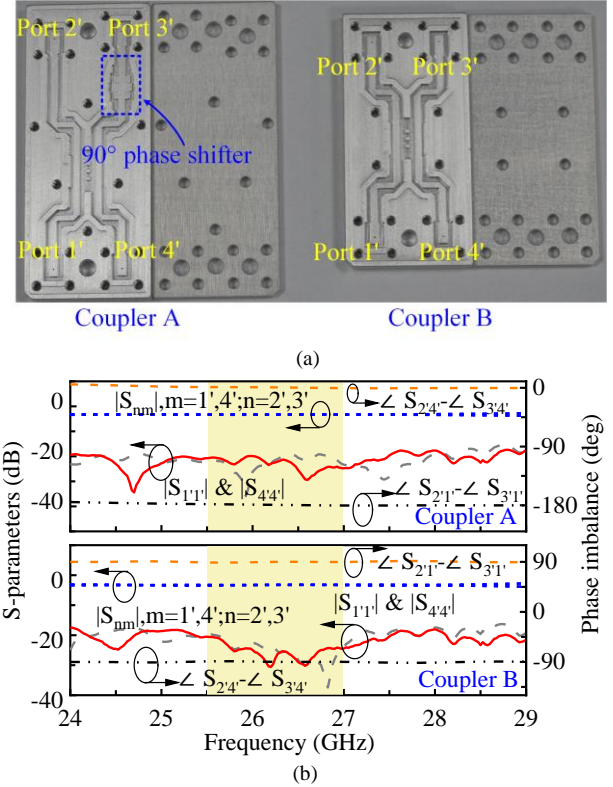 Port 2' Port 3'
90° phase shifter
Port 1' Port 4'
Coupler A
Port 2' Port 3'
Port 1' Port 4'
Coupler B
(a)
S-parameters (dB)
Phase imbalance (deg)
0
-20
-40
0
-90
-180
|Snm|,m=1',4';n=2',3'
∠ S2'4'-∠ S3'4'
|S1'1'| & |S4'4'|
∠ S2'1'-∠ S3'1'
Coupler A
0
-20
-40
90
0
-90
∠ S2'1'-∠ S3'1'
|Snm|,m=1',4';n=2',3'
|S1'1'| & |S4'4'|
∠ S2'4'-∠ S3'4'
Coupler B
24 25 26 27 28 29
Frequency (GHz)
(b)